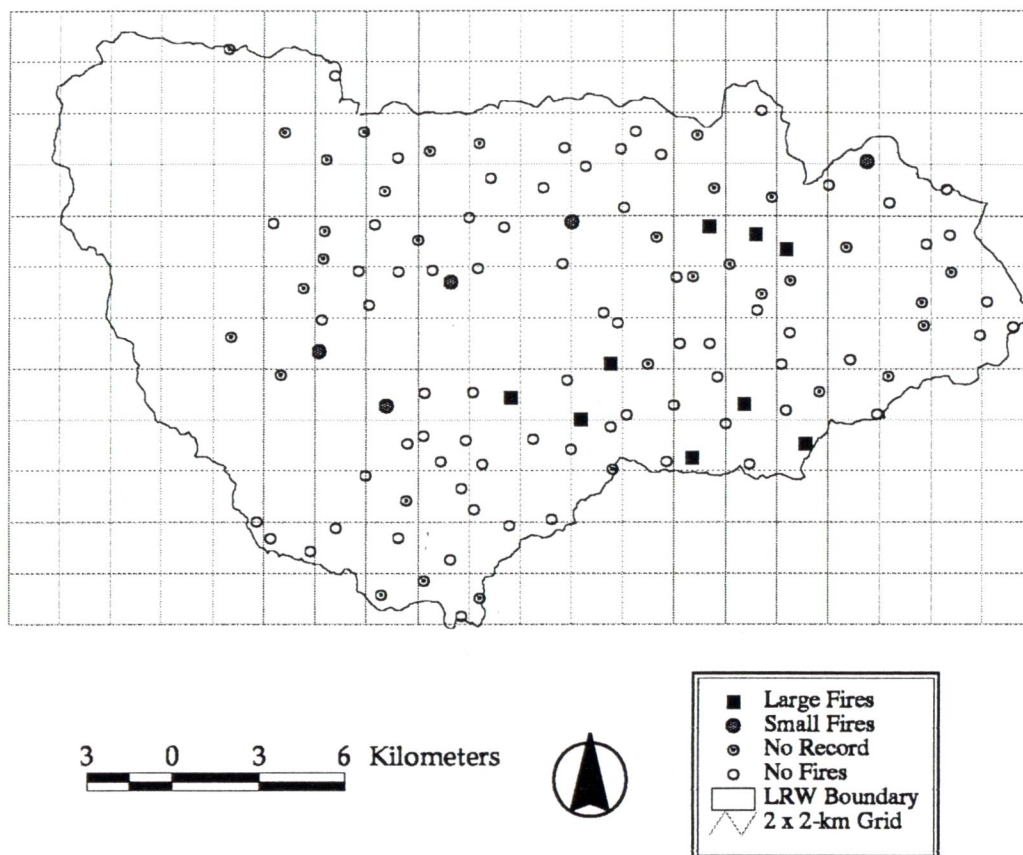 3 0 3 6 Kilometers
Large Fires
Small Fires
No Record
No Fires
LRW Boundary
2 x 2-km Grid